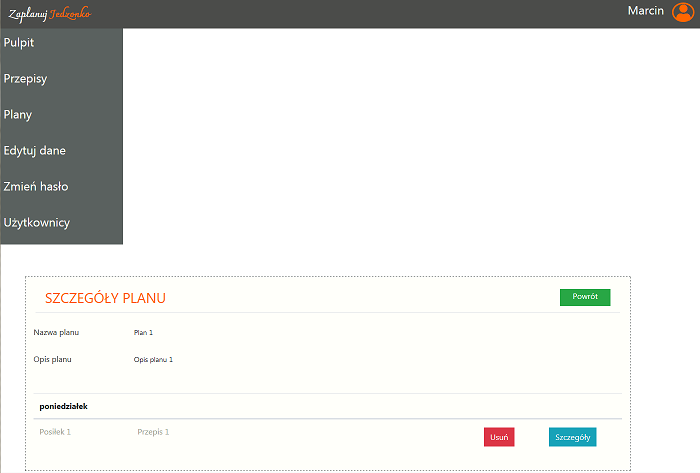 Zaplanuj Jedzonko
Marcin
Pulpit
Przepisy
Plany
Edytuj dane
Zmień hasło
Użytkownicy
SZCZEGÓŁY PLANU
Powrót
Nazwa planu Plan 1
Opis planu Opis planu 1
poniedziałek
Posiłek 1 Przepis 1 Usuń Szczegóły